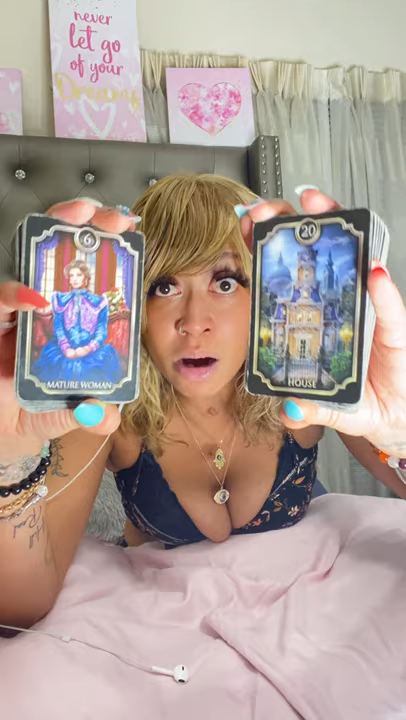 never
let go
of your
Dreams
6
MATURE WOMAN
20
HOUSE